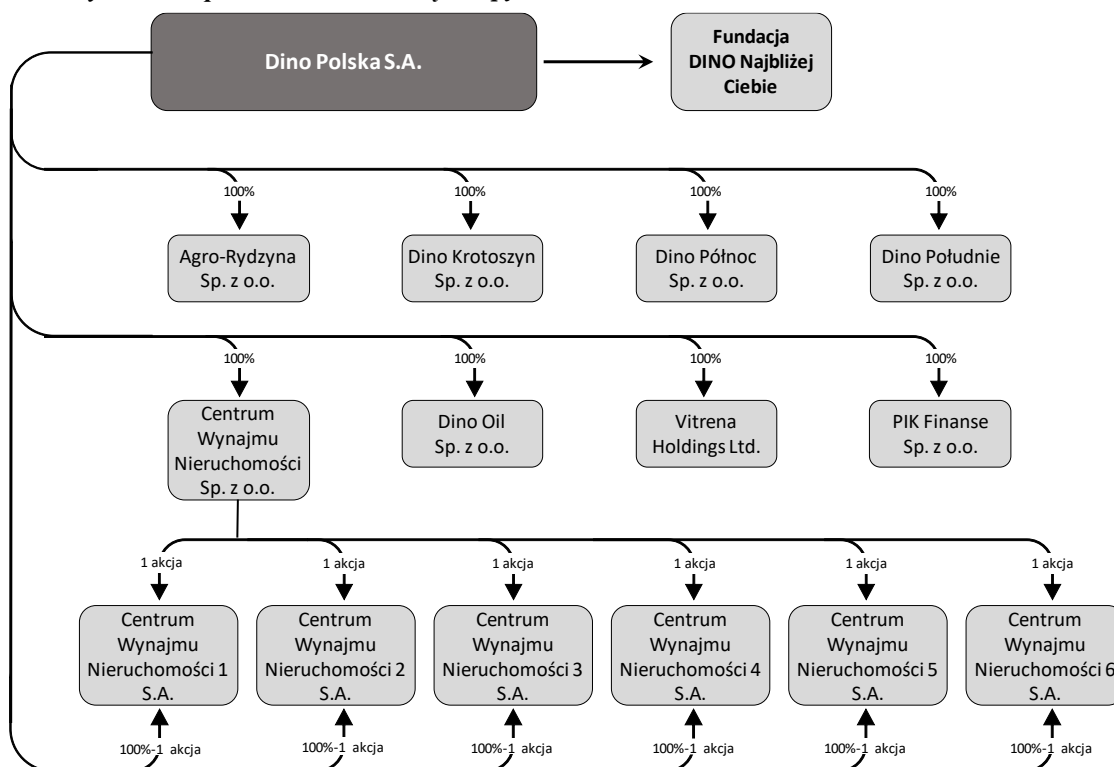 Dino Polska S.A.
Fundacja
DINO Najbliżej
Ciebie
100%
100%
100%
100%
Agro-Rydzyna
Sp. z o.o.
Dino Krotoszyn
Sp. z o.o.
Dino Północ
Sp. z o.o.
Dino Południe
Sp. z o.o.
100%
100%
100%
100%
Centrum
Wynajmu
Nieruchomości
Sp. z o.o.
Dino Oil
Sp. z o.o.
Vitrena
Holdings Ltd.
PIK Finanse
Sp. z o.o.
1 akcja
1 akcja
1 akcja
1 akcja
1 akcja
1 akcja
Centrum
Wynajmu
Nieruchomości 1
S.A.
Centrum
Wynajmu
Nieruchomości 2
S.A.
Centrum
Wynajmu
Nieruchomości 3
S.A.
Centrum
Wynajmu
Nieruchomości 4
S.A.
Centrum
Wynajmu
Nieruchomości 5
S.A.
Centrum
Wynajmu
Nieruchomości 6
S.A.
100%-1 akcja
100%-1 akcja
100%-1 akcja
100%-1 akcja
100%-1 akcja
100%-1 akcja